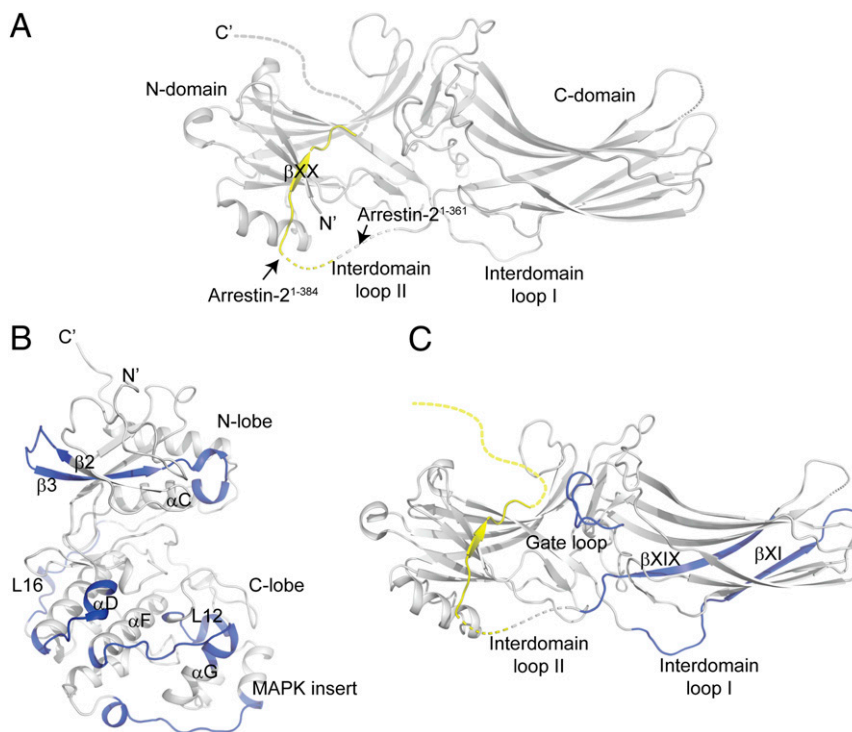 A
C’
N-domain
C-domain
βXX
N’
Arrestin-2¹⁻³⁶¹
Arrestin-2¹⁻³⁸⁴
Interdomain
loop II
Interdomain
loop I
B
C’
N’
N-lobe
β2
β3
αC
L16
αD
C-lobe
αF
L12
αG
MAPK insert
C
Gate loop
βXIX
βXI
Interdomain
loop II
Interdomain
loop I